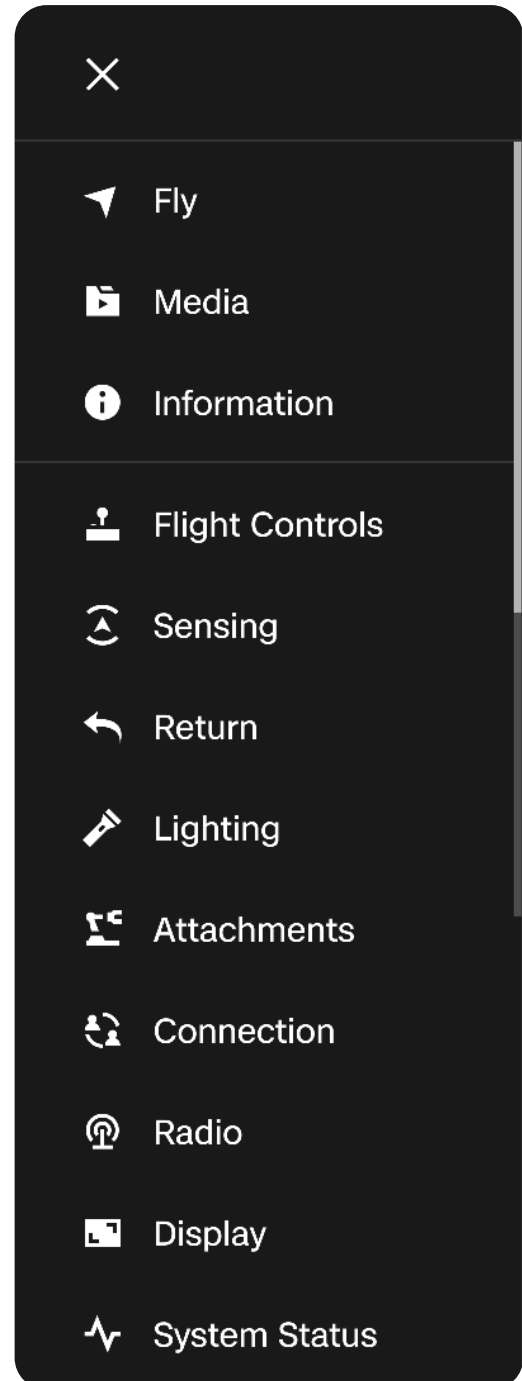 Fly
Media
Information
Flight Controls
Sensing
Return
Lighting
Attachments
Connection
Radio
Display
System Status